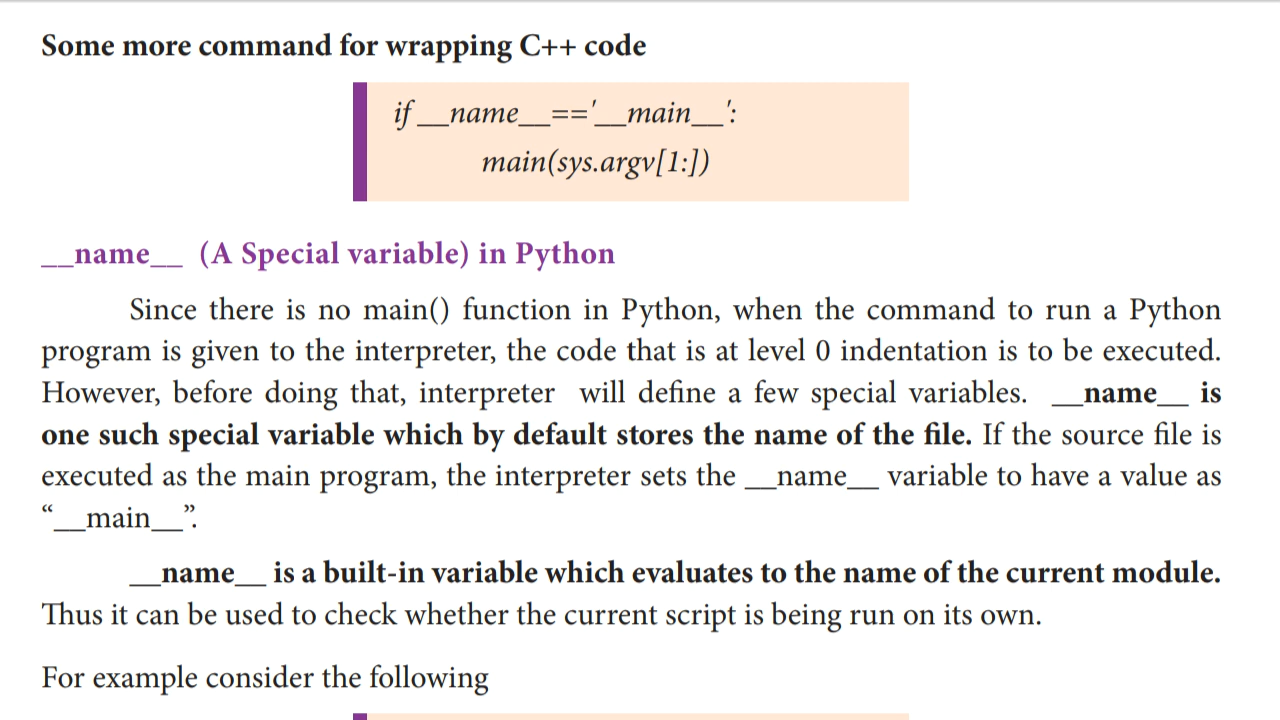 Some more command for wrapping C++ code
if __name__=='__main__':
main(sys.argv[1:])
__name__ (A Special variable) in Python
Since there is no main() function in Python, when the command to run a Python
program is given to the interpreter, the code that is at level 0 indentation is to be executed.
However, before doing that, interpreter will define a few special variables. __name__ is
one such special variable which by default stores the name of the file. If the source file is
executed as the main program, the interpreter sets the __name__ variable to have a value as
“__main__”.
__name__ is a built-in variable which evaluates to the name of the current module.
Thus it can be used to check whether the current script is being run on its own.
For example consider the following